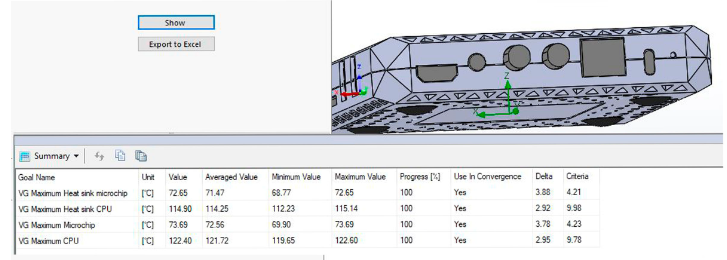 Show
Export to Excel
Z
X
Summary
Goal Name Unit Value Averaged Value Minimum Value Maximum Value Progress [%] Use In Convergence Delta Criteria
VG Maximum Heat sink microchip [°C] 72.65 71.47 68.77 72.65 100 Yes 3.88 4.21
VG Maximum Heat sink CPU [°C] 114.90 114.25 112.23 115.14 100 Yes 2.92 9.98
VG Maximum Microchip [°C] 73.69 72.56 69.90 73.69 100 Yes 3.78 4.23
VG Maximum CPU [°C] 122.40 121.72 119.65 122.60 100 Yes 2.95 9.78